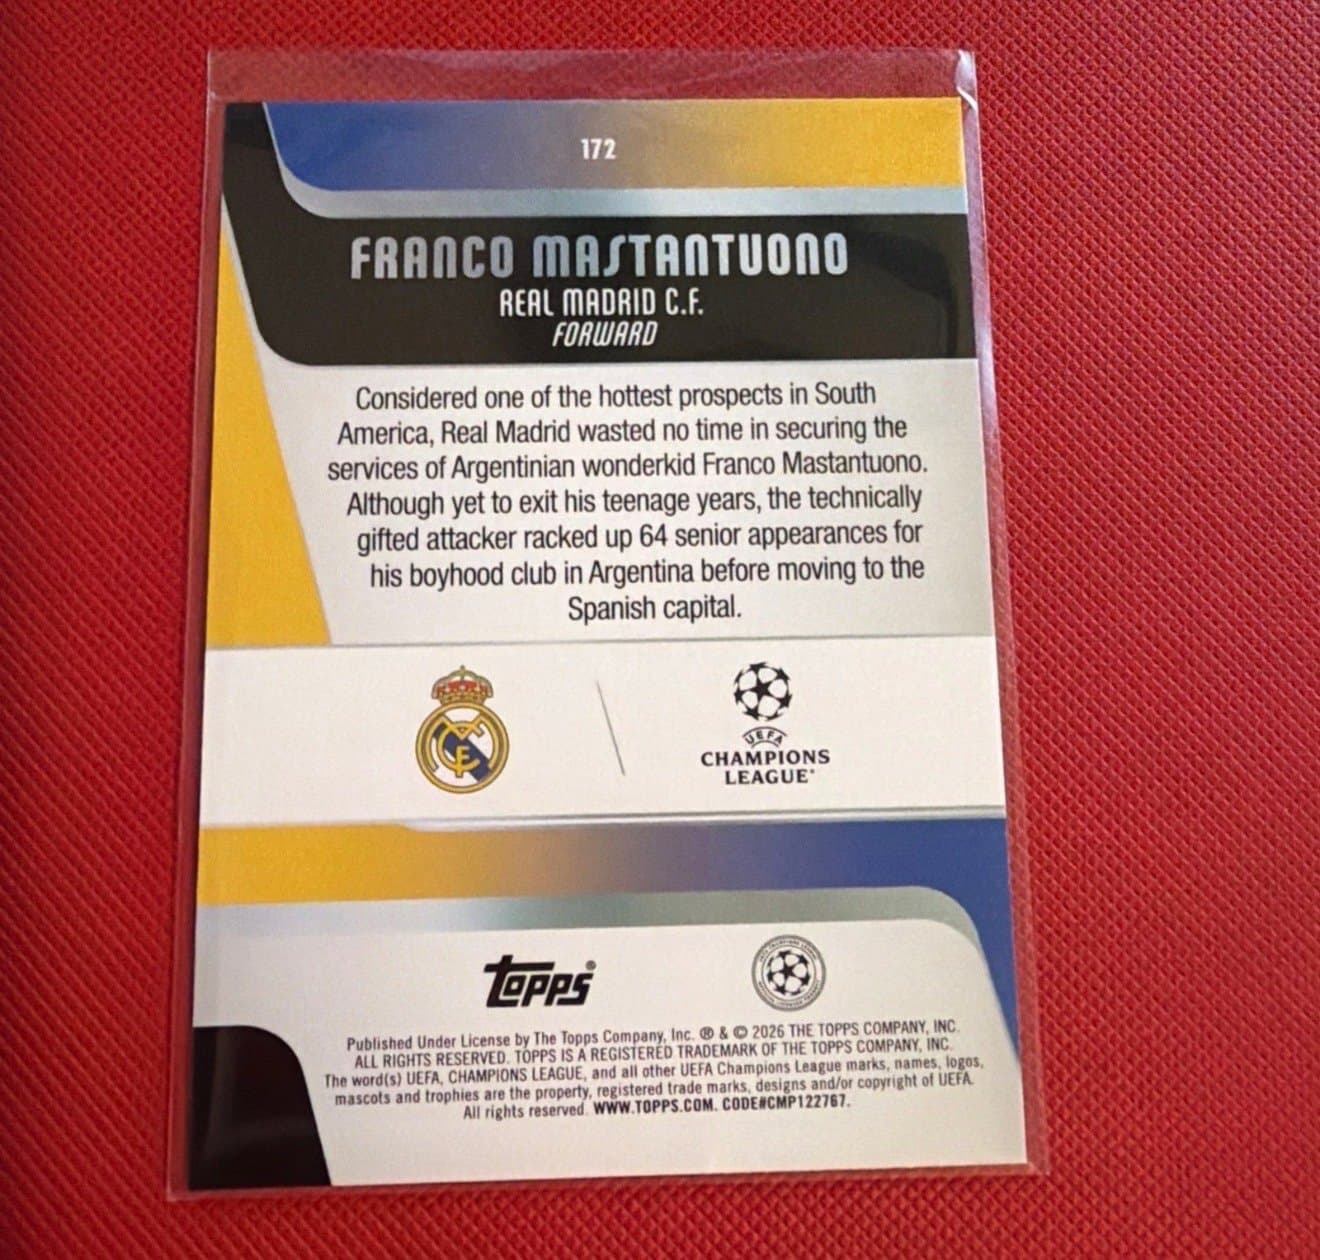 172
FRANCO MASTANTUONO
REAL MADRID C.F.
FORWARD
Considered one of the hottest prospects in South
America, Real Madrid wasted no time in securing the
services of Argentinian wonderkid Franco Mastantuono.
Although yet to exit his teenage years, the technically
gifted attacker racked up 64 senior appearances for
his boyhood club in Argentina before moving to the
Spanish capital.
UEFA
CHAMPIONS
LEAGUE
TOPPS®
Published Under License by The Topps Company, Inc. ® & © 2026 THE TOPPS COMPANY, INC.
ALL RIGHTS RESERVED. TOPPS IS A REGISTERED TRADEMARK OF THE TOPPS COMPANY, INC.
The word(s) UEFA, CHAMPIONS LEAGUE, and all other UEFA Champions League marks, names, logos,
mascots and trophies are the property, registered trade marks, designs and/or copyright of UEFA.
All rights reserved. WWW.TOPPS.COM. CODE#CMP122767.